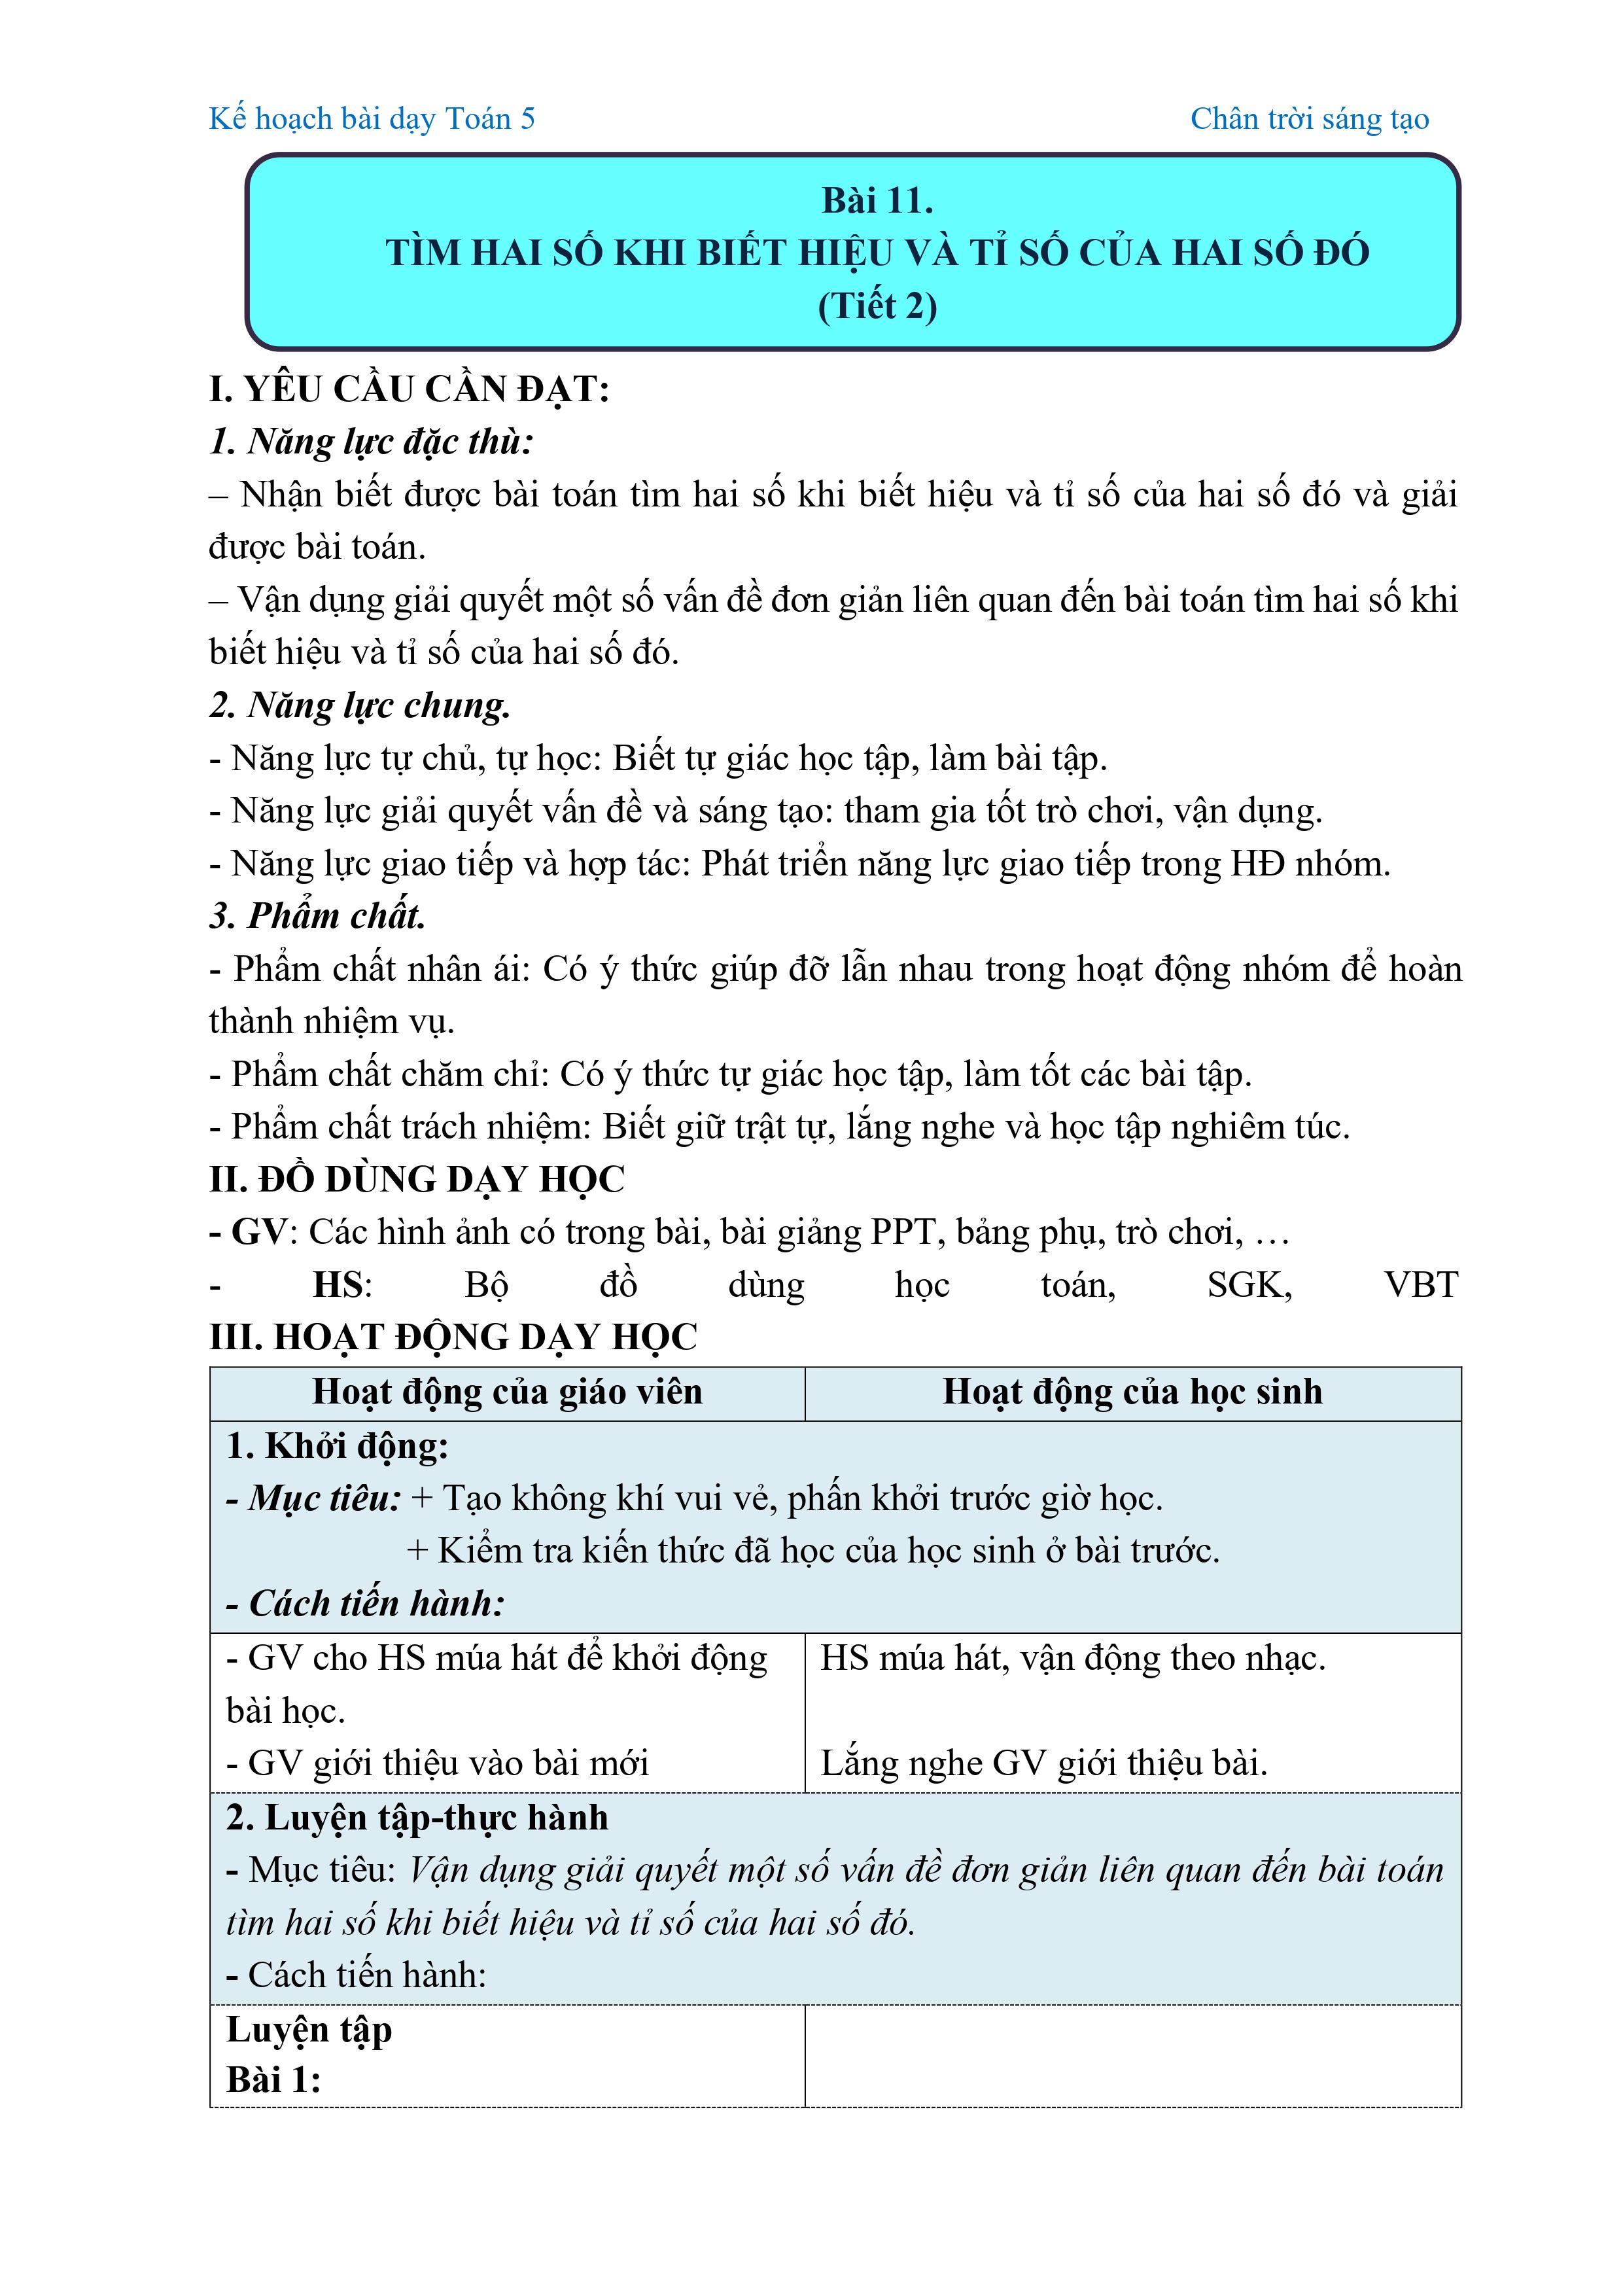 Kế hoạch bài dạy Toán 5 Chân trời sáng tạo
Bài 11.
TÌM HAI SỐ KHI BIẾT HIỆU VÀ TỈ SỐ CỦA HAI SỐ ĐÓ
(Tiết 2)
I. YÊU CẦU CẦN ĐẠT:
1. Năng lực đặc thù:
– Nhận biết được bài toán tìm hai số khi biết hiệu và tỉ số của hai số đó và giải
được bài toán.
– Vận dụng giải quyết một số vấn đề đơn giản liên quan đến bài toán tìm hai số khi
biết hiệu và tỉ số của hai số đó.
2. Năng lực chung.
- Năng lực tự chủ, tự học: Biết tự giác học tập, làm bài tập.
- Năng lực giải quyết vấn đề và sáng tạo: tham gia tốt trò chơi, vận dụng.
- Năng lực giao tiếp và hợp tác: Phát triển năng lực giao tiếp trong HĐ nhóm.
3. Phẩm chất.
- Phẩm chất nhân ái: Có ý thức giúp đỡ lẫn nhau trong hoạt động nhóm để hoàn
thành nhiệm vụ.
- Phẩm chất chăm chỉ: Có ý thức tự giác học tập, làm tốt các bài tập.
- Phẩm chất trách nhiệm: Biết giữ trật tự, lắng nghe và học tập nghiêm túc.
II. ĐỒ DÙNG DẠY HỌC
- GV: Các hình ảnh có trong bài, bài giảng PPT, bảng phụ, trò chơi, …
- HS: Bộ đồ dùng học toán, SGK, VBT
III. HOẠT ĐỘNG DẠY HỌC
Hoạt động của giáo viên Hoạt động của học sinh
1. Khởi động:
- Mục tiêu: + Tạo không khí vui vẻ, phấn khởi trước giờ học.
+ Kiểm tra kiến thức đã học của học sinh ở bài trước.
- Cách tiến hành:
- GV cho HS múa hát để khởi động
bài học.
- GV giới thiệu vào bài mới
HS múa hát, vận động theo nhạc.
Lắng nghe GV giới thiệu bài.
2. Luyện tập-thực hành
- Mục tiêu: Vận dụng giải quyết một số vấn đề đơn giản liên quan đến bài toán
tìm hai số khi biết hiệu và tỉ số của hai số đó.
- Cách tiến hành:
Luyện tập
Bài 1: